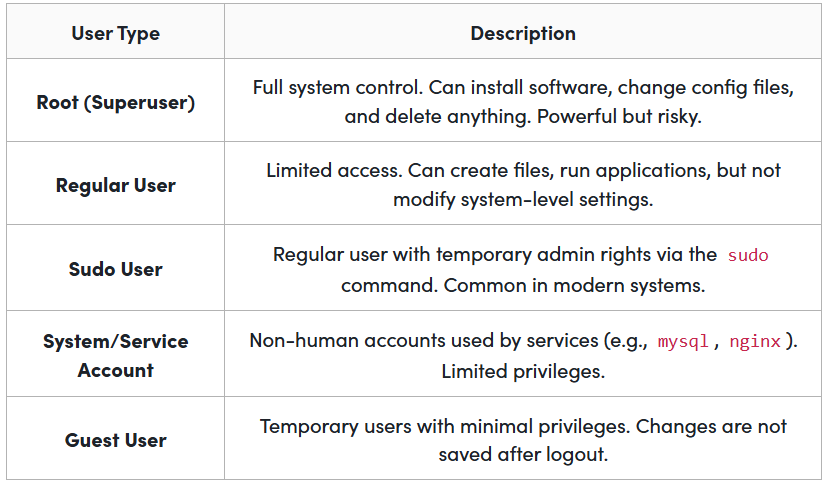 User Type
Description
Root (Superuser)
Full system control. Can install software, change config files,
and delete anything. Powerful but risky.
Regular User
Limited access. Can create files, run applications, but not
modify system-level settings.
Sudo User
Regular user with temporary admin rights via the sudo
command. Common in modern systems.
System/Service
Account
Non-human accounts used by services (e.g., mysql, nginx).
Limited privileges.
Guest User
Temporary users with minimal privileges. Changes are not
saved after logout.